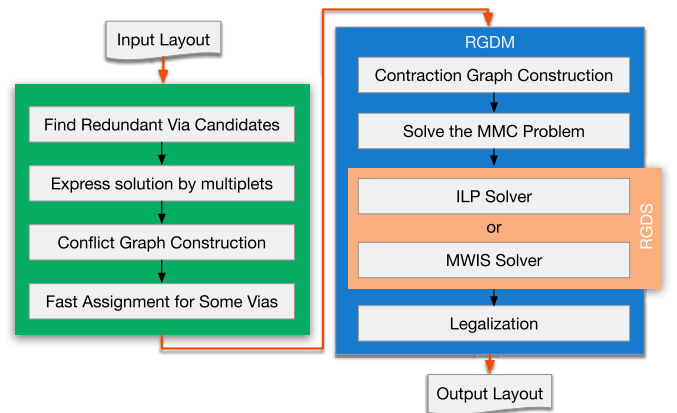 Input Layout
Find Redundant Via Candidates
Express solution by multiplets
Conflict Graph Construction
Fast Assignment for Some Vias
RGDM
Contraction Graph Construction
Solve the MMC Problem
ILP Solver
or
MWIS Solver
RGDS
Legalization
Output Layout